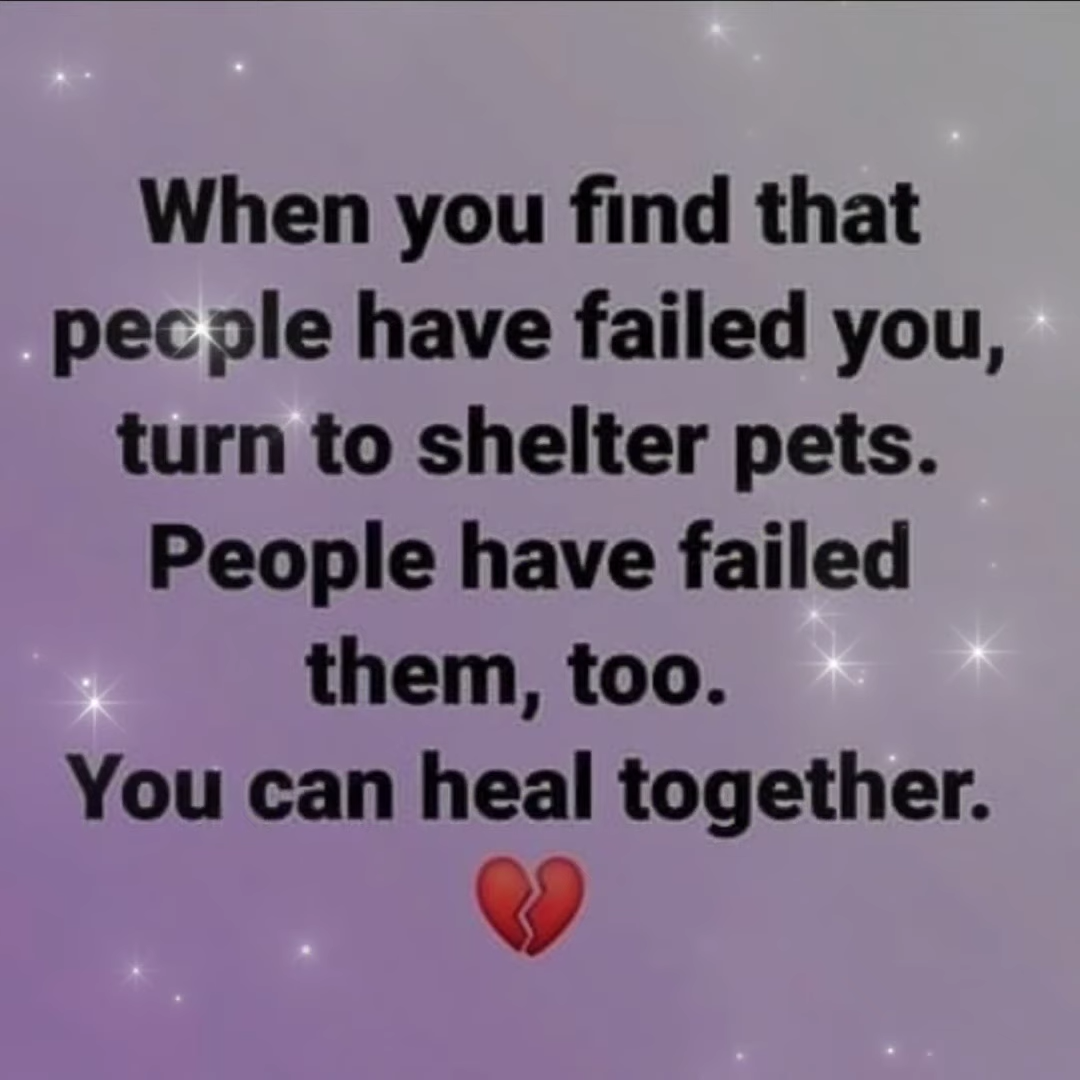 When you find that
people have failed you,
turn to shelter pets.
People have failed
them, too.
You can heal together.
💔